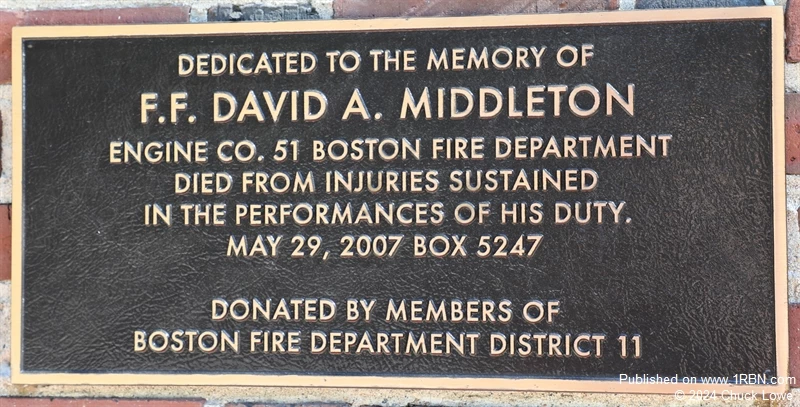 DEDICATED TO THE MEMORY OF
F.F. DAVID A. MIDDLETON
ENGINE CO. 51 BOSTON FIRE DEPARTMENT
DIED FROM INJURIES SUSTAINED
IN THE PERFORMANCES OF HIS DUTY.
MAY 29, 2007 BOX 5247
DONATED BY MEMBERS OF
BOSTON FIRE DEPARTMENT DISTRICT 11
Published on www.1RBN.com
© 2024 Chuck Lowe